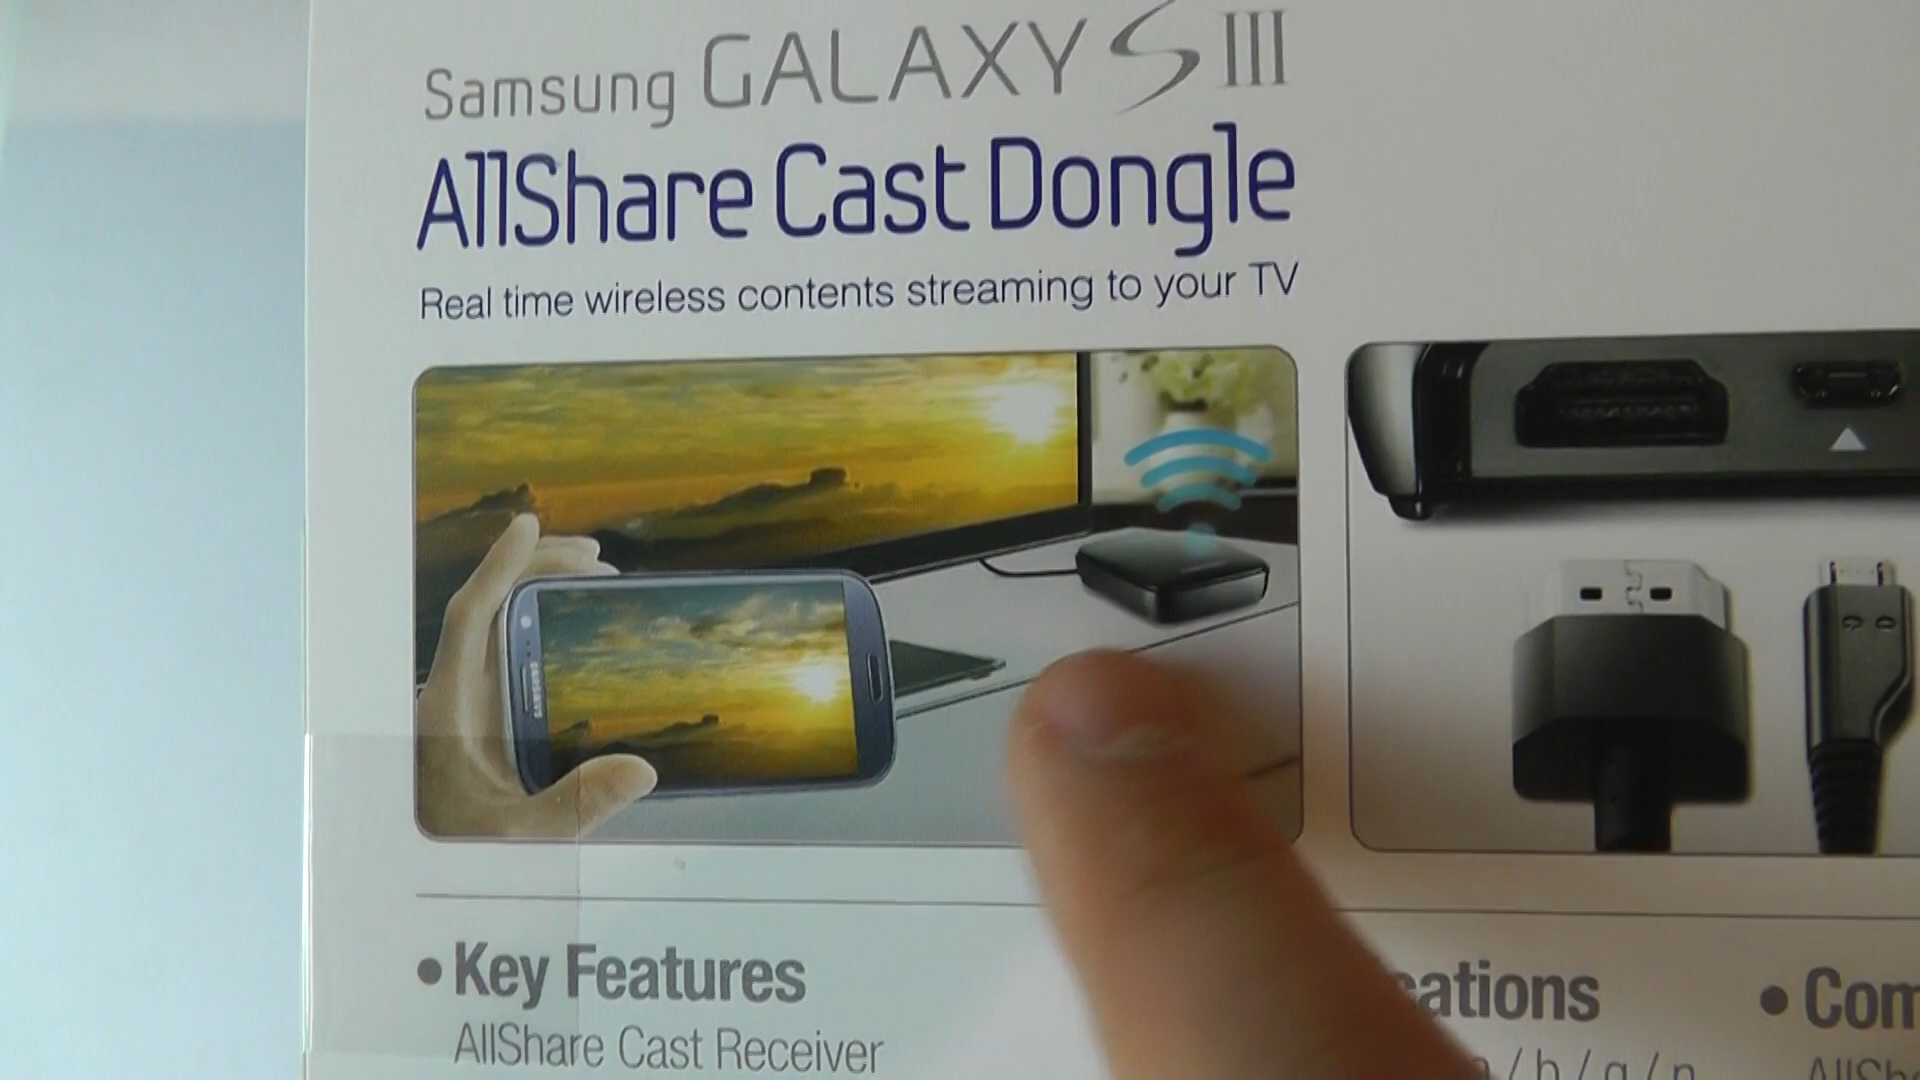 Samsung GALAXY S III
AllShare Cast Dongle
Real time wireless contents streaming to your TV
SAMSUNG
• Key Features
AllShare Cast Receiver
/ b / g / n